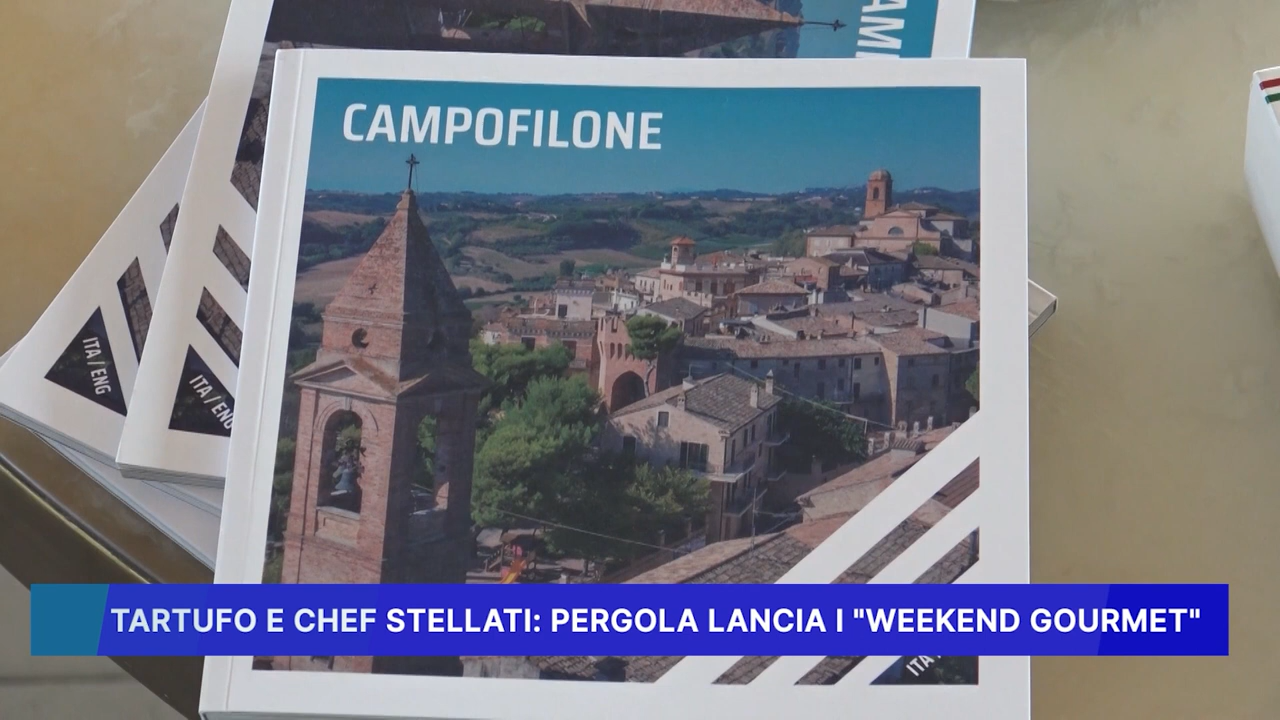 CAMPOFILONE
ITA / ENG
ITA / ENG
TARTUFO E CHEF STELLATI: PERGOLA LANCIA I "WEEKEND GOURMET"